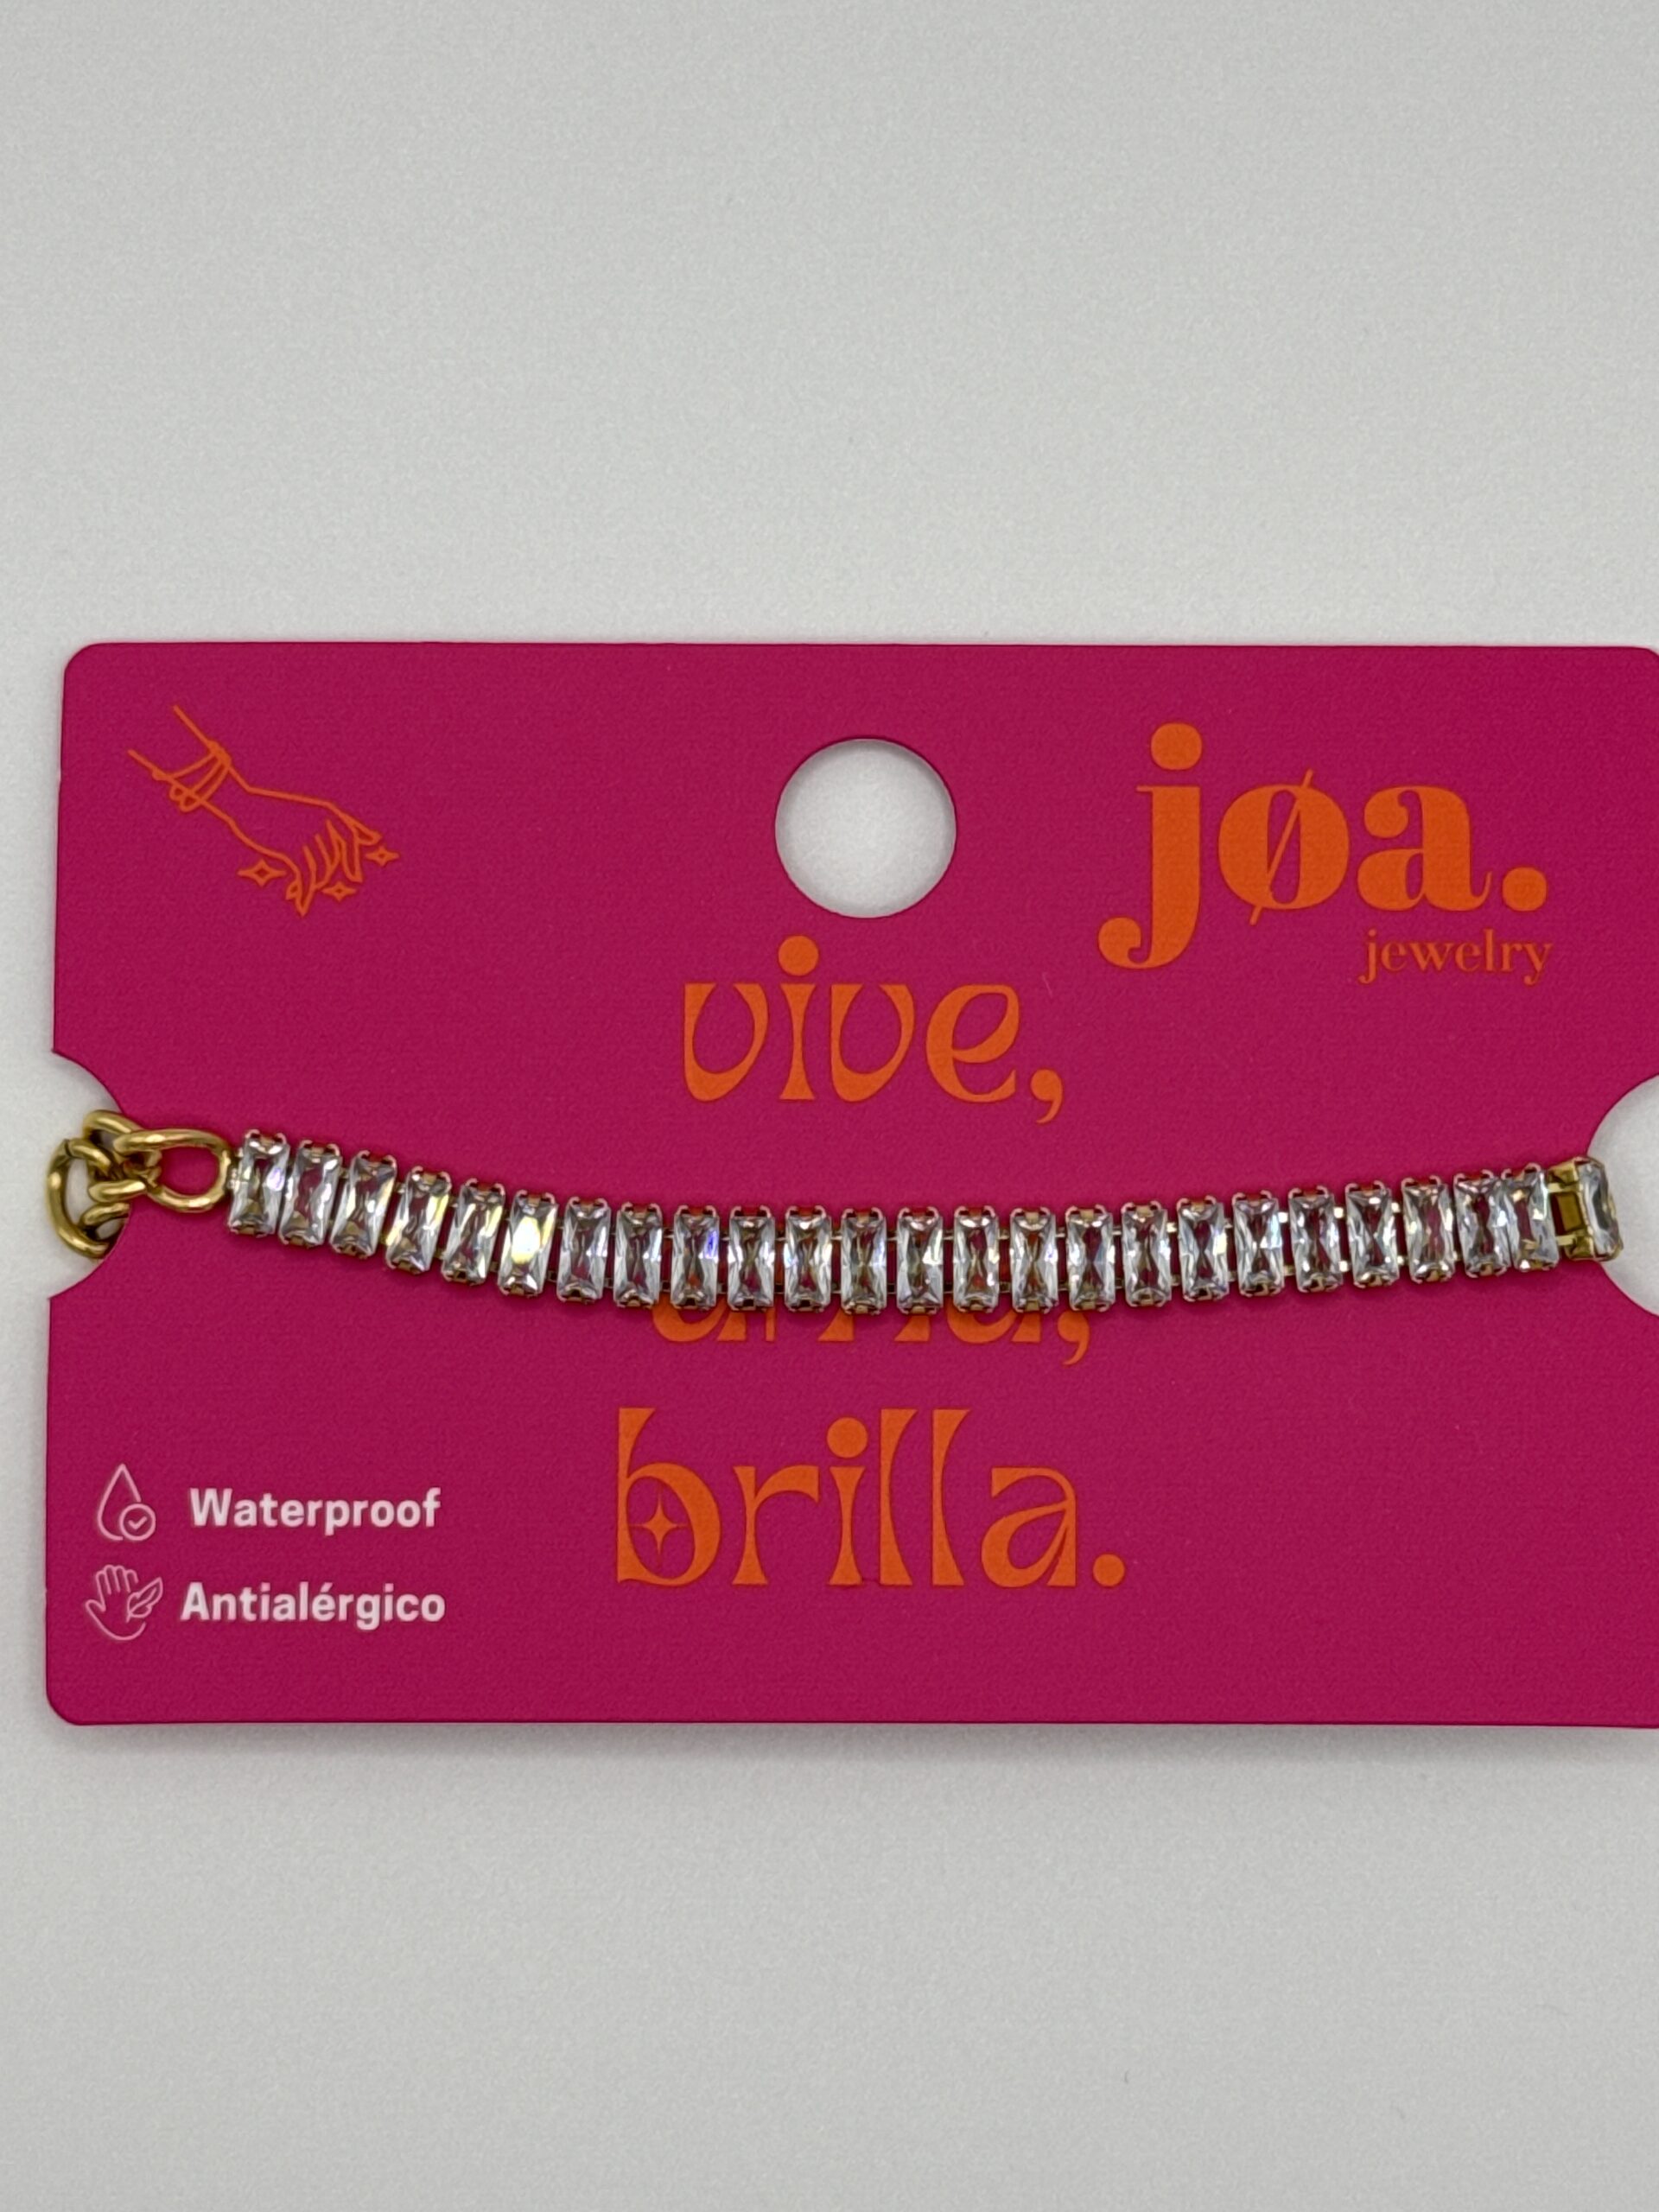 jøa.
jewelry
vive,
brilla.
Waterproof
Antialérgico